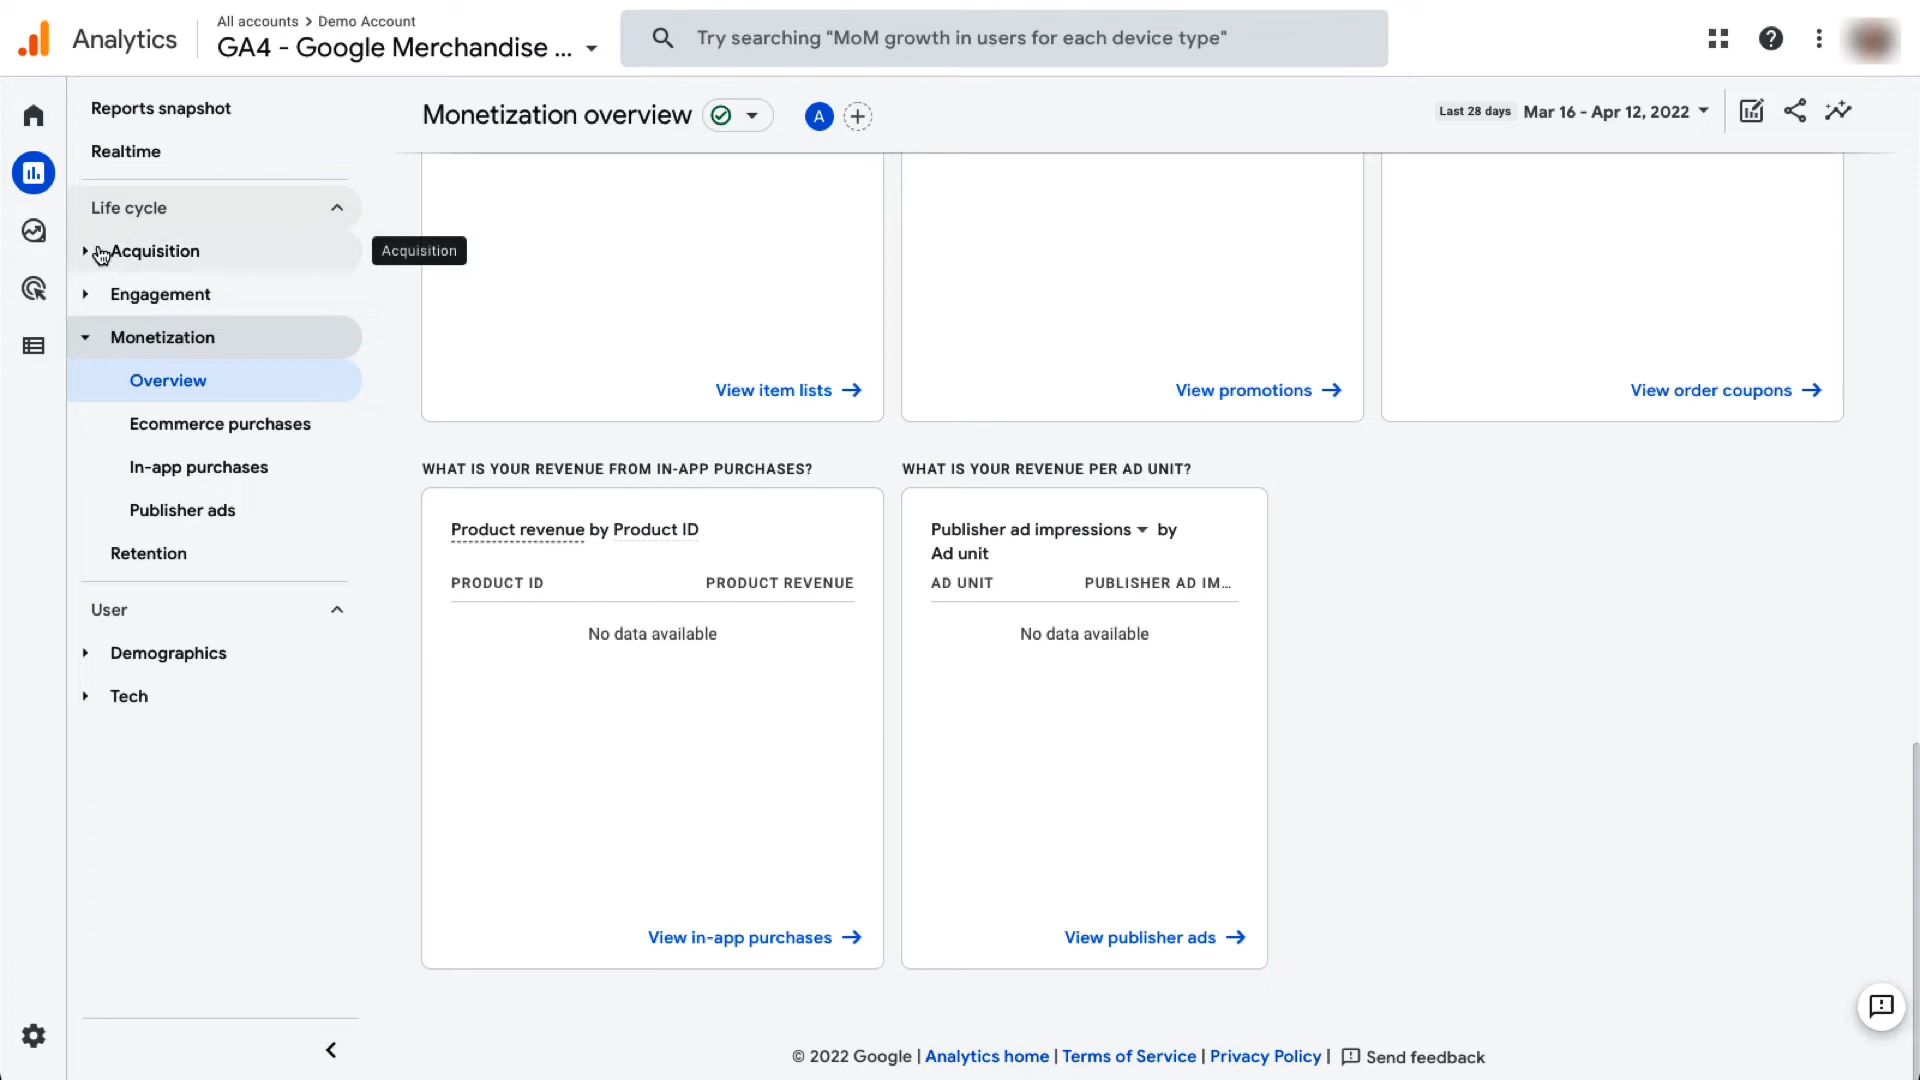 All accounts > Demo Account
Analytics
GA4 - Google Merchandise ...
Try searching "MoM growth in users for each device type"
Reports snapshot
Realtime
Life cycle
Acquisition
Acquisition
Engagement
Monetization
Overview
Ecommerce purchases
In-app purchases
Publisher ads
Retention
User
Demographics
Tech
Monetization overview
A
Last 28 days Mar 16 - Apr 12, 2022
View item lists
View promotions
View order coupons
WHAT IS YOUR REVENUE FROM IN-APP PURCHASES?
Product revenue by Product ID
PRODUCT ID PRODUCT REVENUE
No data available
View in-app purchases
WHAT IS YOUR REVENUE PER AD UNIT?
Publisher ad impressions by
Ad unit
AD UNIT PUBLISHER AD IM...
No data available
View publisher ads
© 2022 Google | Analytics home | Terms of Service | Privacy Policy | Send feedback